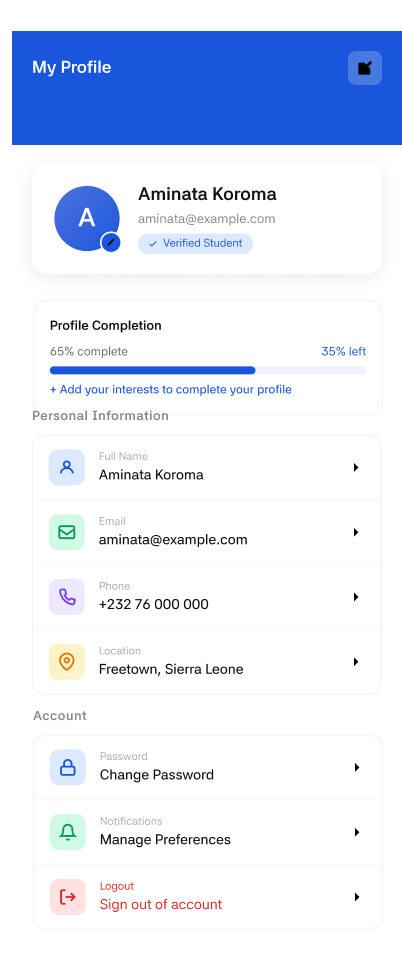 My Profile
A
Aminata Koroma
aminata@example.com
Verified Student
Profile Completion
65% complete
35% left
+ Add your interests to complete your profile
Personal Information
Full Name
Aminata Koroma
Email
aminata@example.com
Phone
+232 76 000 000
Location
Freetown, Sierra Leone
Account
Password
Change Password
Notifications
Manage Preferences
Logout
Sign out of account